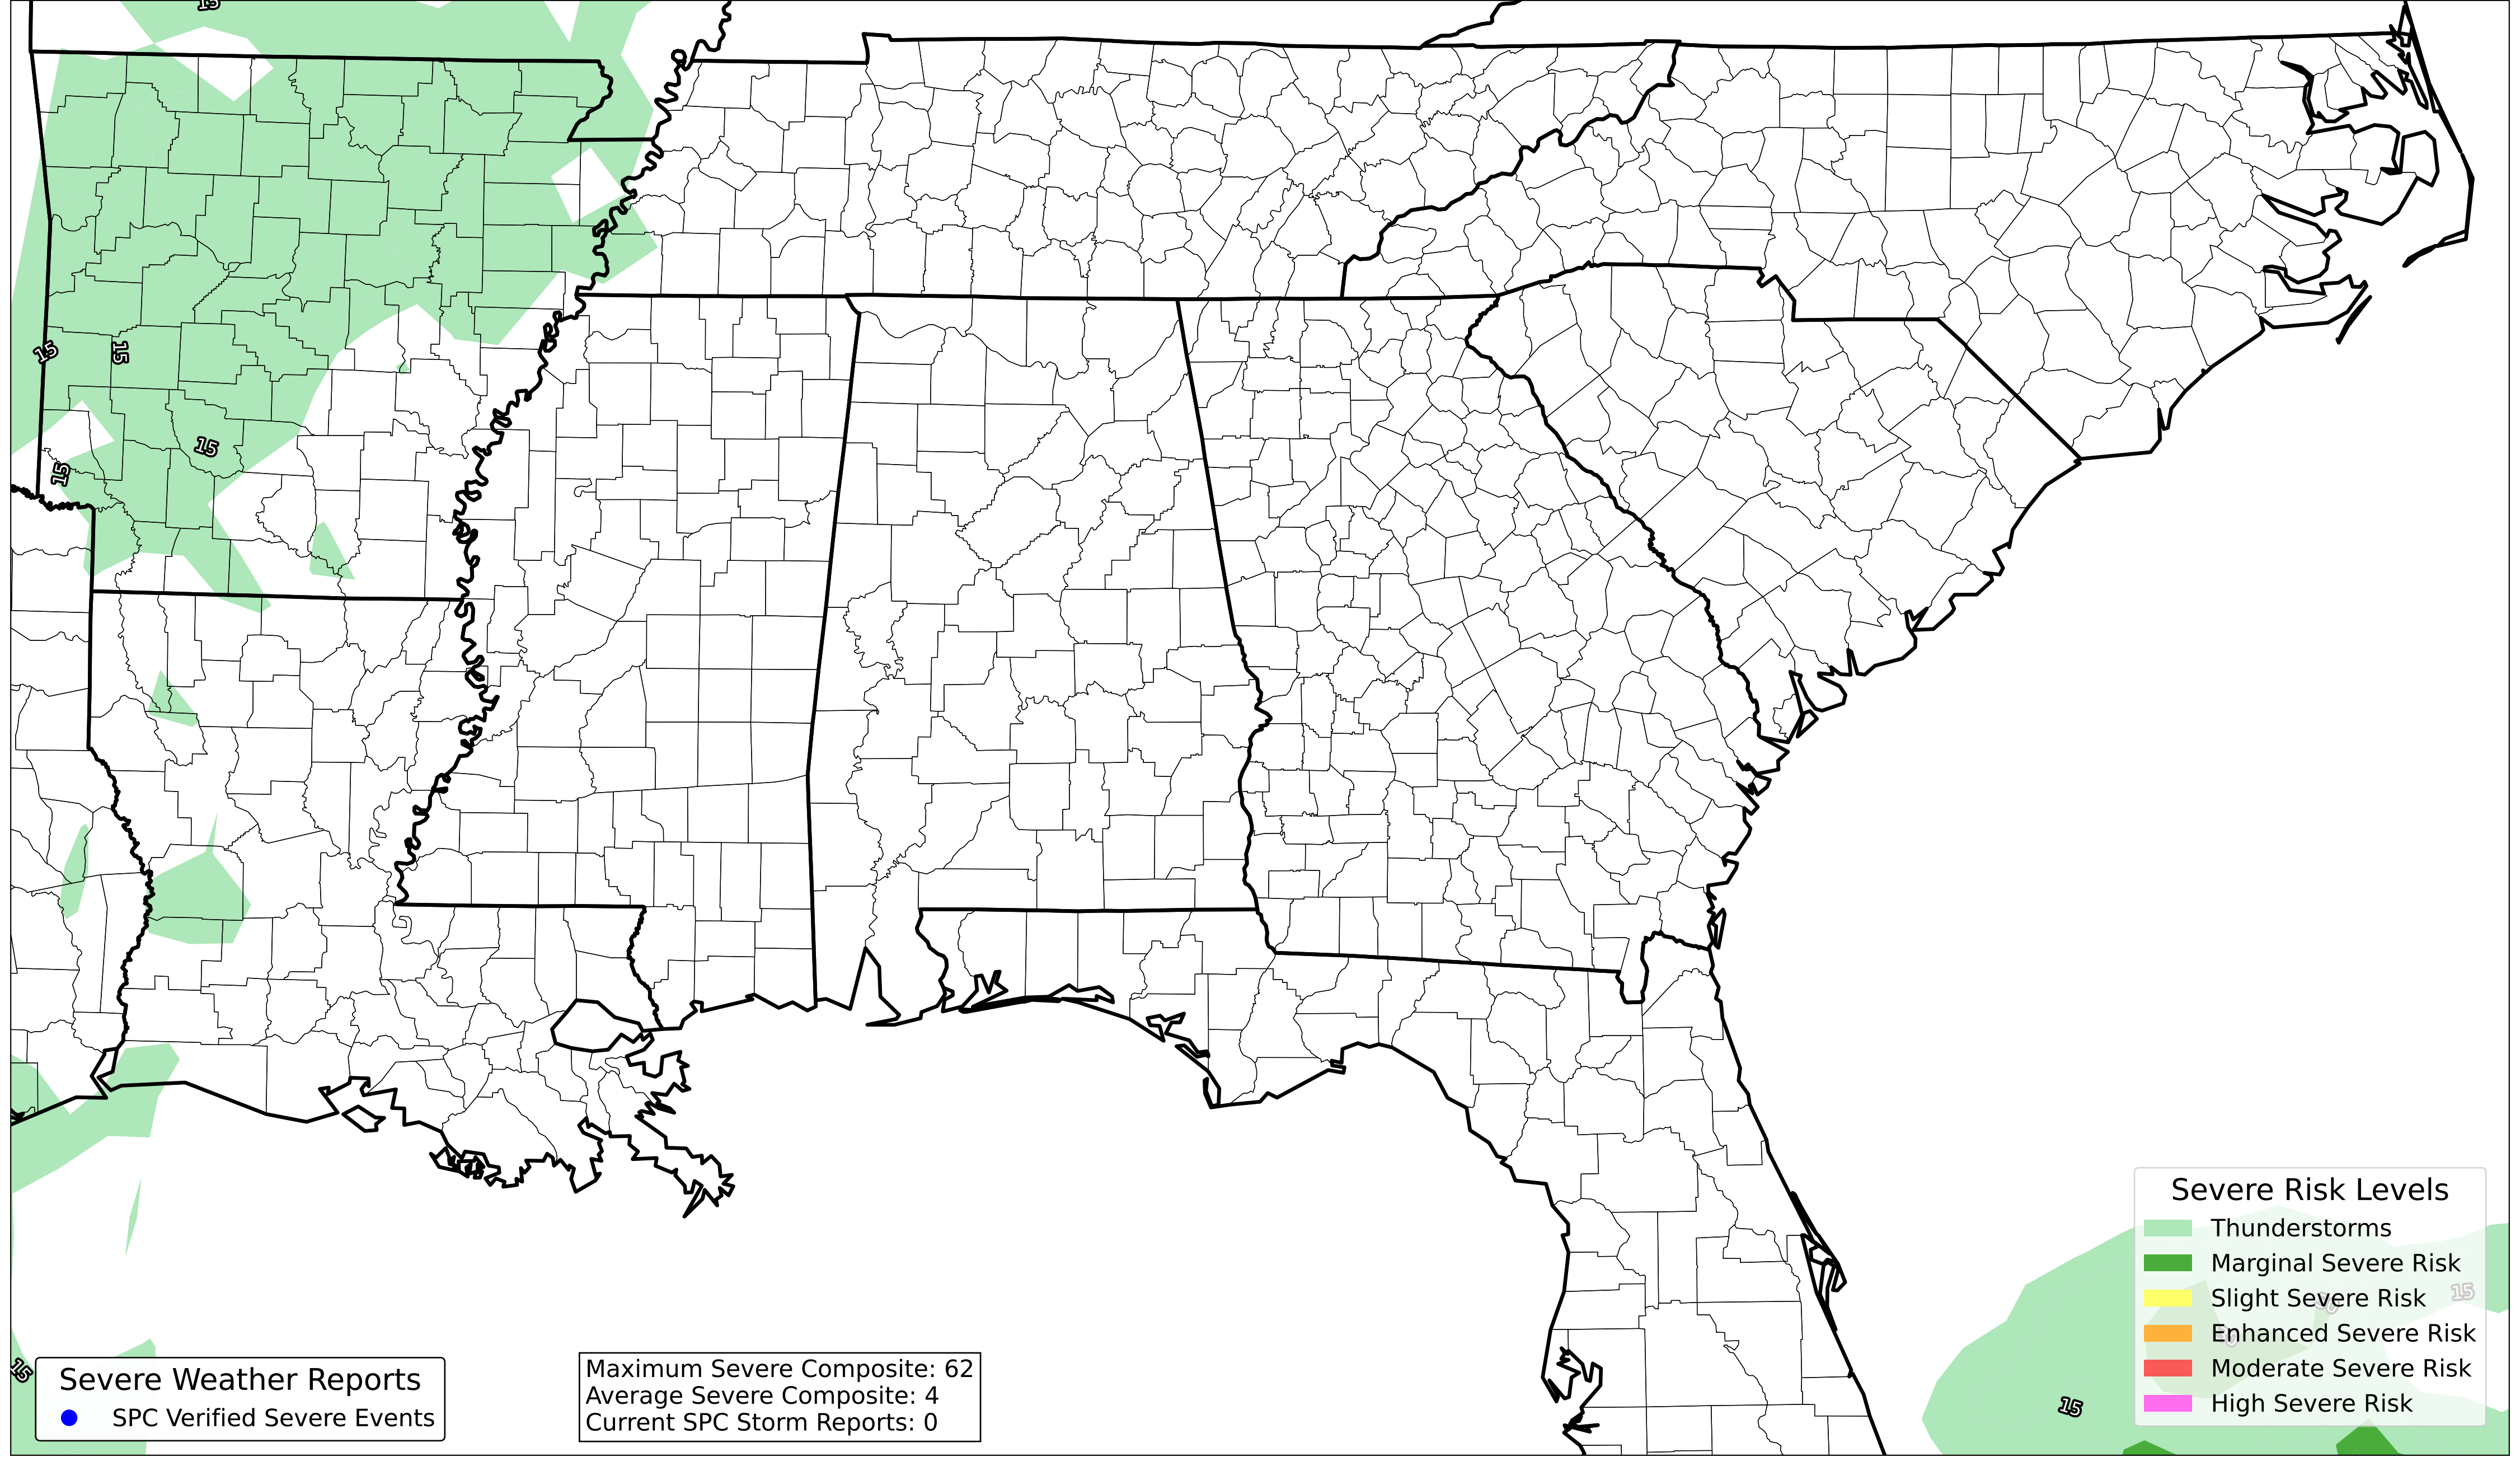 15
15
15
15
15
15
15
15
Severe Weather Reports
SPC Verified Severe Events
Maximum Severe Composite: 62
Average Severe Composite: 4
Current SPC Storm Reports: 0
Severe Risk Levels
Thunderstorms
Marginal Severe Risk
Slight Severe Risk
Enhanced Severe Risk
Moderate Severe Risk
High Severe Risk